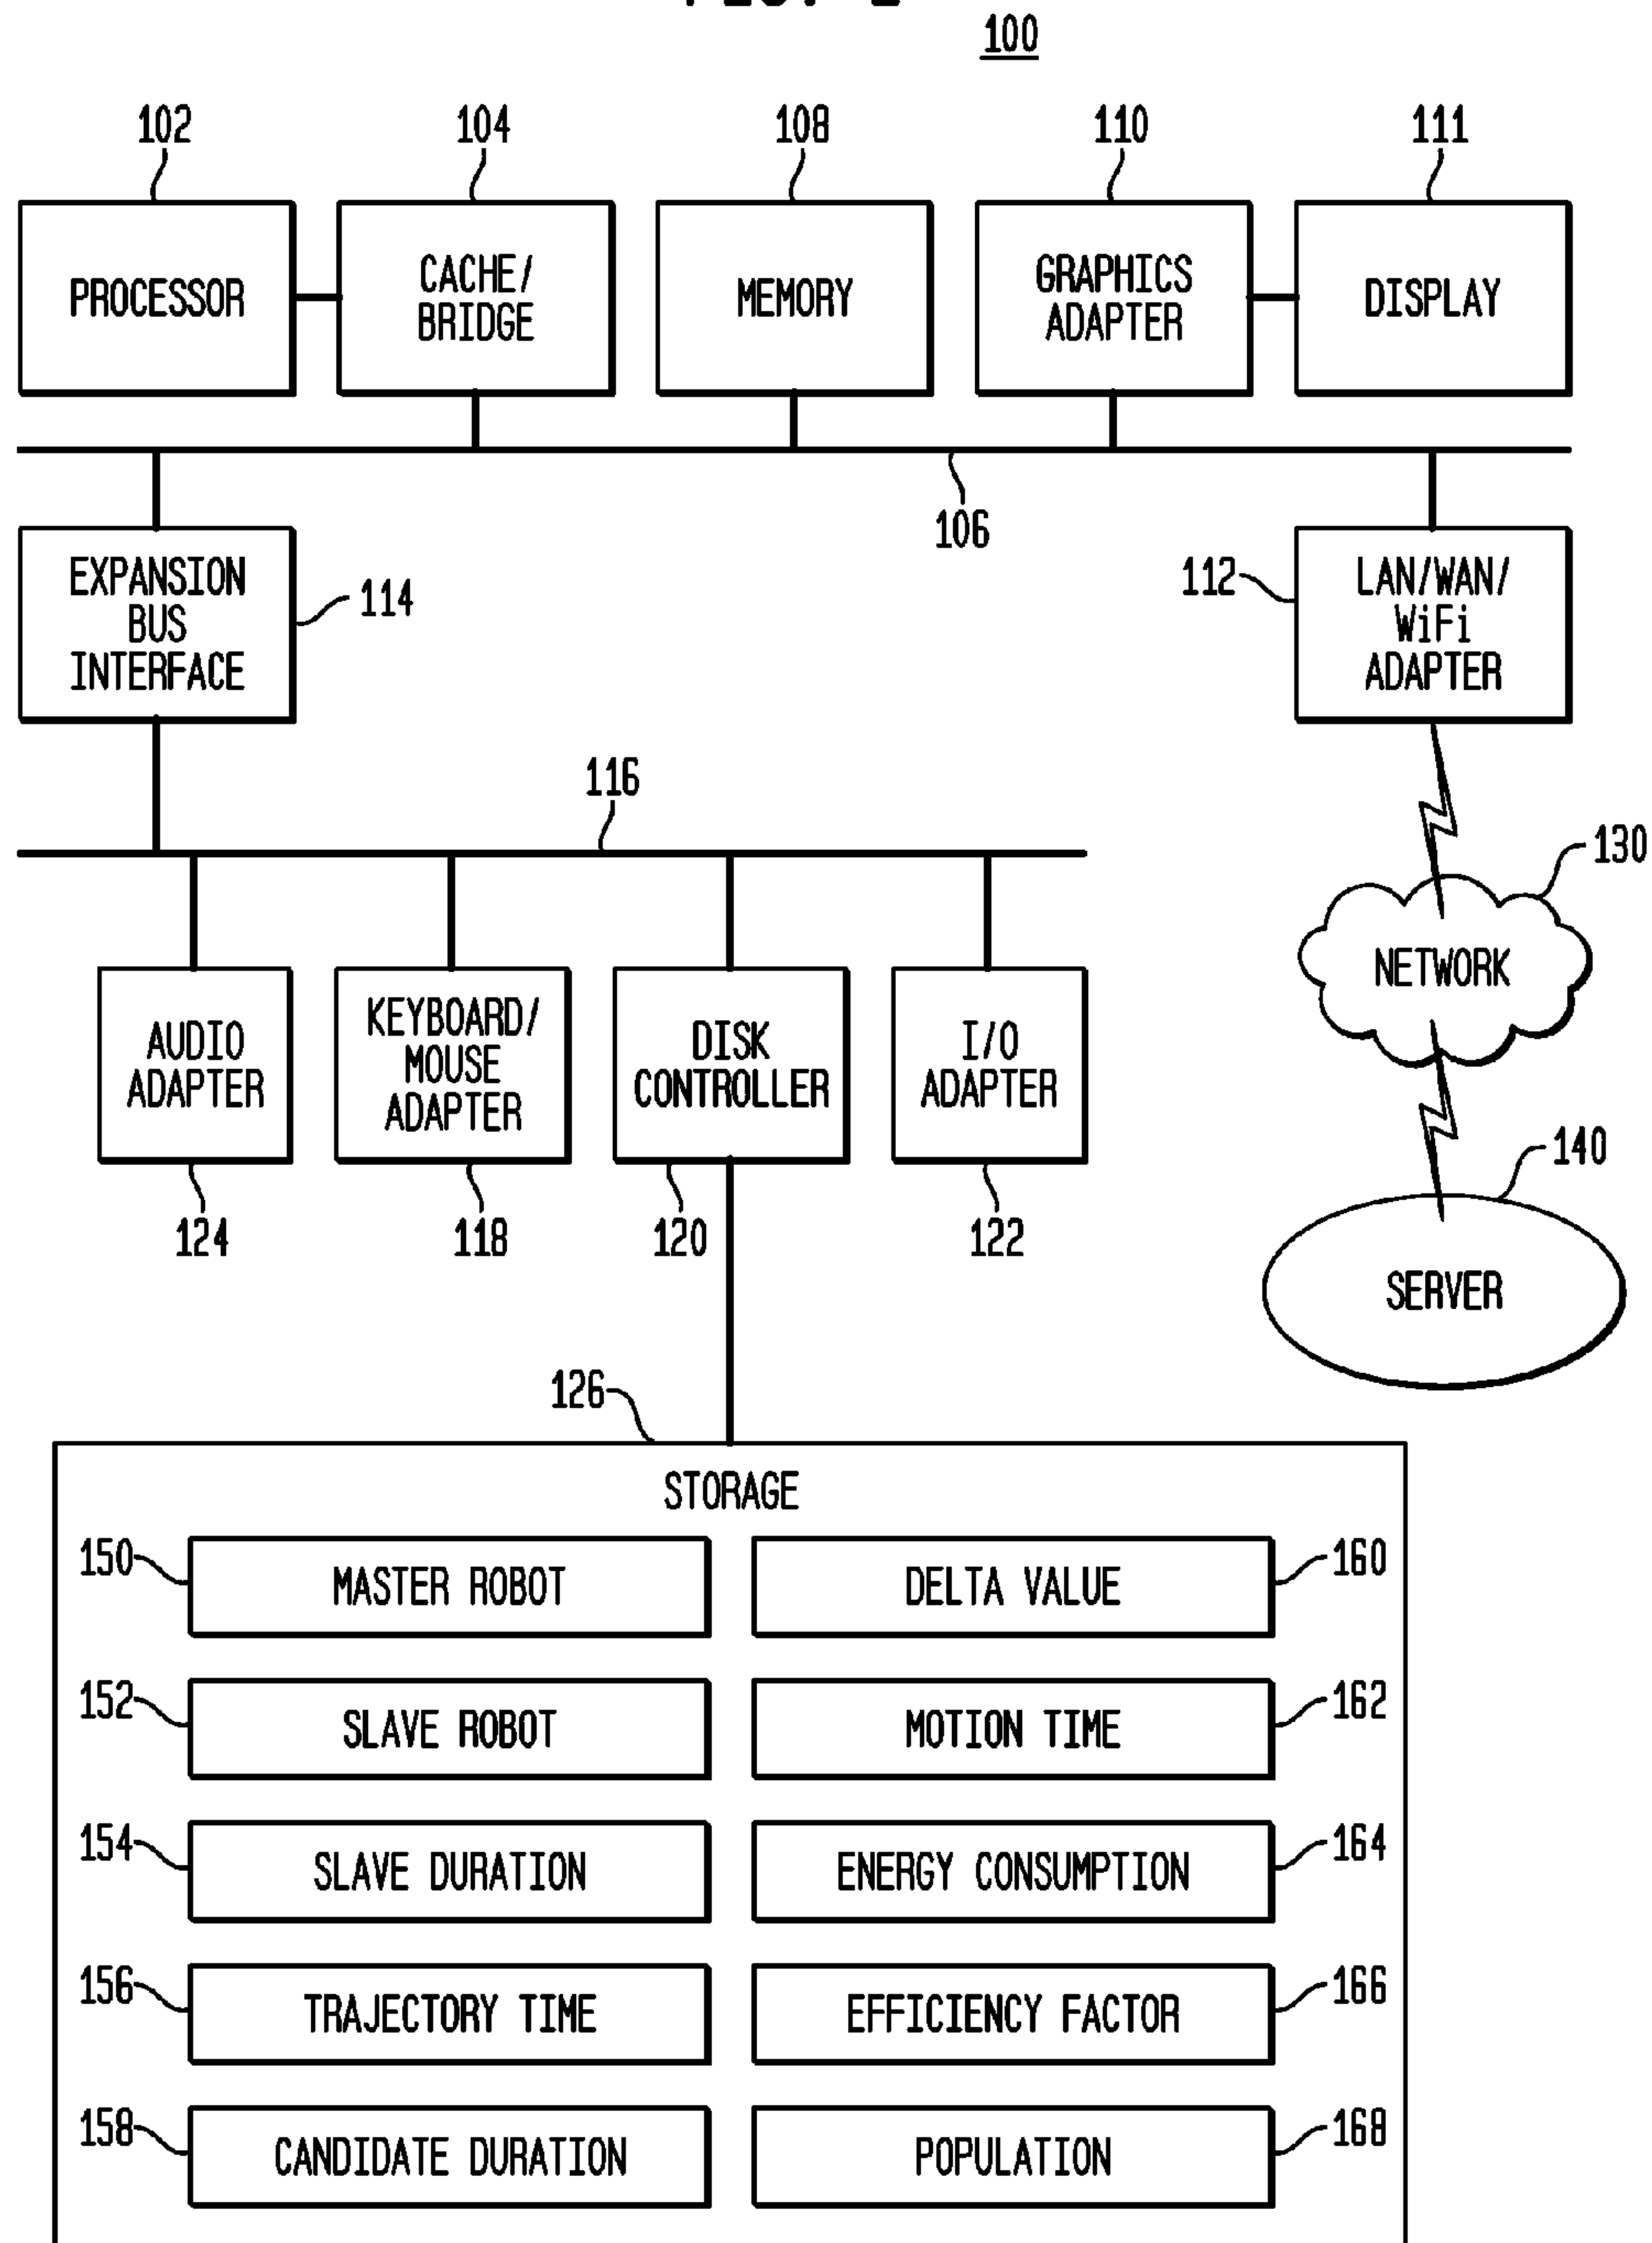 100
102
104
108
110
111
PROCESSOR
CACHE/
BRIDGE
MEMORY
GRAPHICS
ADAPTER
DISPLAY
106
EXPANSION
BUS
INTERFACE
114
112
LAN/WAN/
WiFi
ADAPTER
116
130
NETWORK
AUDIO
ADAPTER
KEYBOARD/
MOUSE
ADAPTER
DISK
CONTROLLER
I/O
ADAPTER
124
118
120
122
140
SERVER
126
STORAGE
150
MASTER ROBOT
DELTA VALUE
160
152
SLAVE ROBOT
MOTION TIME
162
154
SLAVE DURATION
ENERGY CONSUMPTION
164
156
TRAJECTORY TIME
EFFICIENCY FACTOR
166
158
CANDIDATE DURATION
POPULATION
168